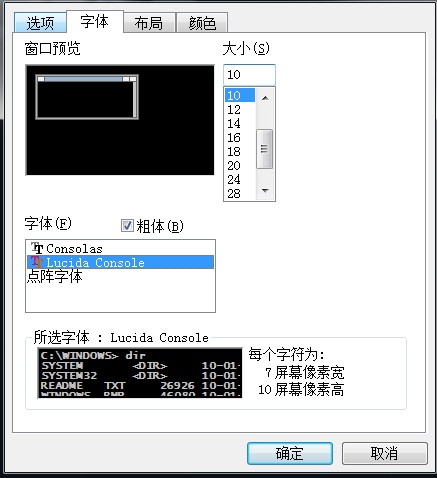 选项 字体 布局 颜色
窗口预览 大小(S)
10
10
12
14
16
18
20
24
28
字体(F) 粗体(B)
Consolas
Lucida Console
点阵字体
所选字体 : Lucida Console
C:\WINDOWS> dir
SYSTEM <DIR> 10-01-
SYSTEM32 <DIR> 10-01-
README TXT 26926 10-01-
WINDOWS BMP 46080 10-01-
每个字符为:
7 屏幕像素宽
10 屏幕像素高
确定 取消